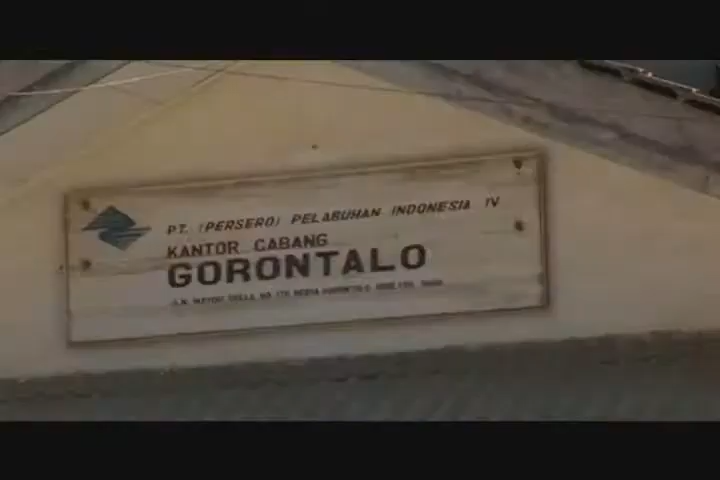 PT. (PERSERO) PELABUHAN INDONESIA IV
KANTOR CABANG
GORONTALO